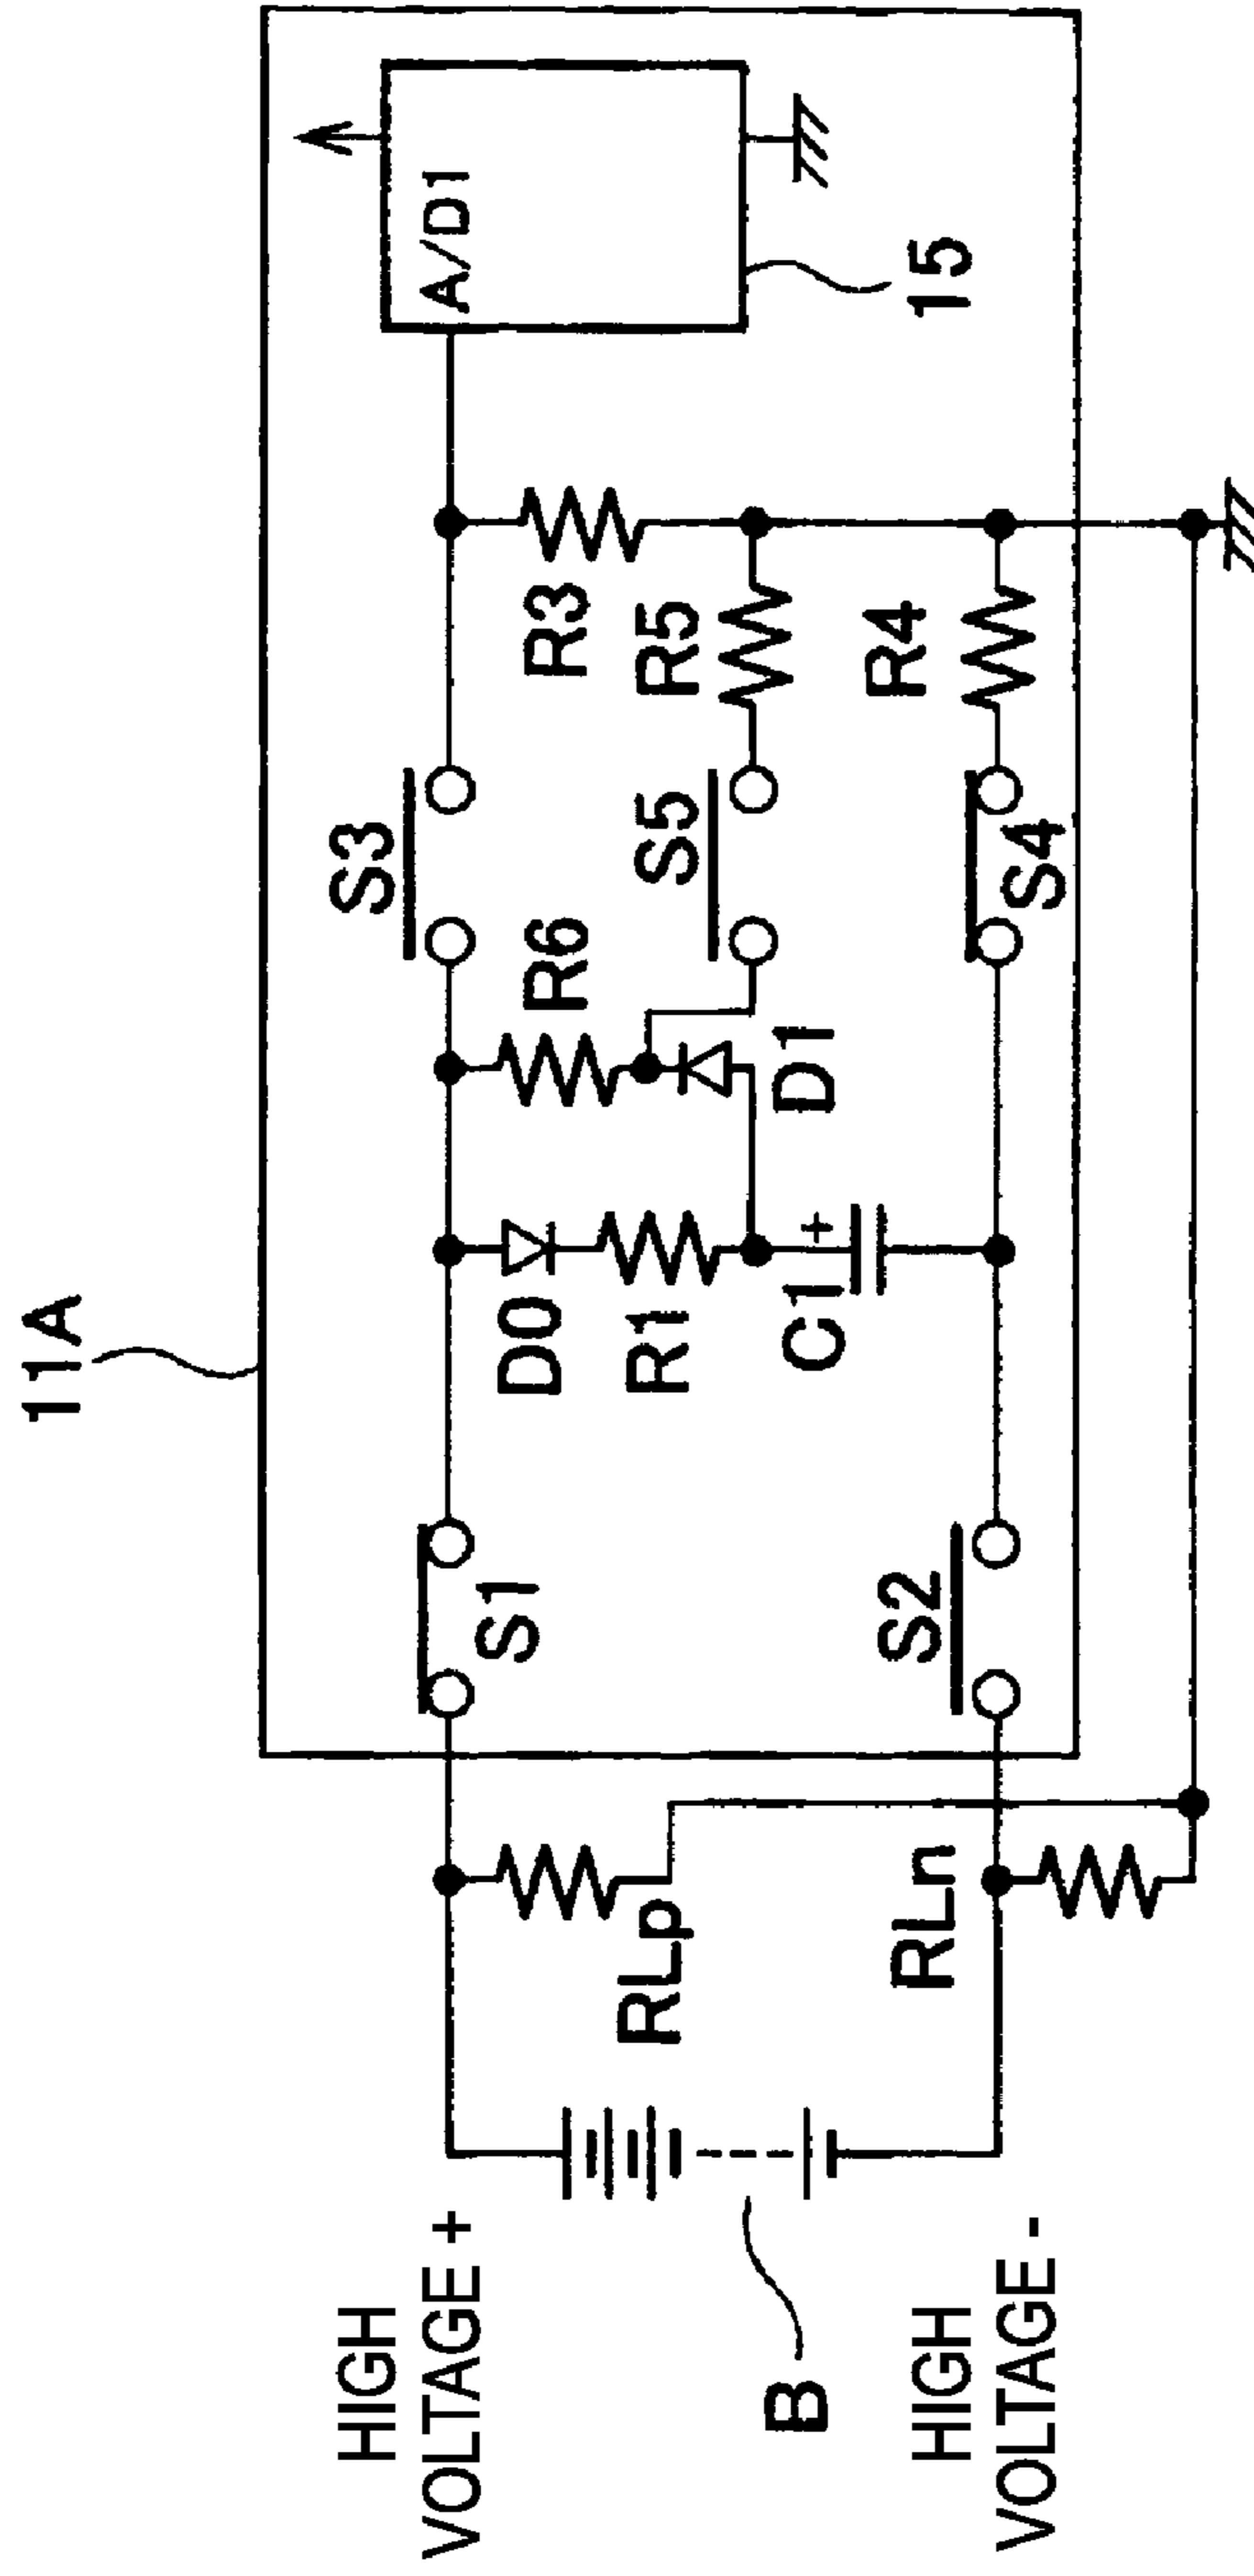 11A
A/D1
15
S3
R3
R6
S5
R5
D0
D1
R1
C1
+
R4
S4
S1
S2
RLp
RLn
HIGH
VOLTAGE +
B
HIGH
VOLTAGE -